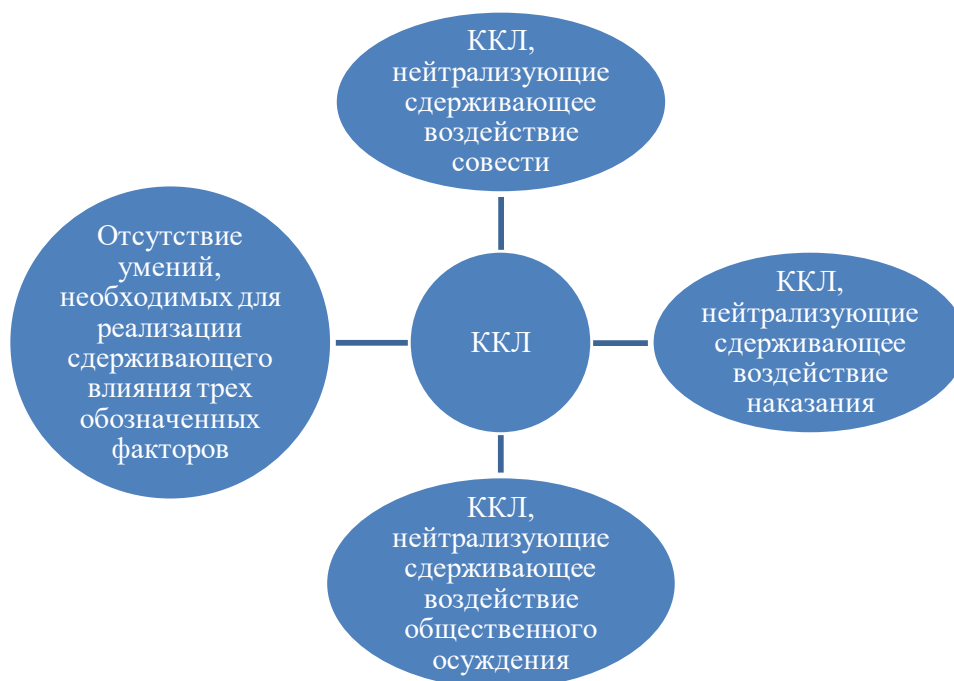 ККЛ,
нейтрализующие
сдерживающее
воздействие
совести
Отсутствие
умений,
необходимых для
реализации
сдерживающего
влияния трех
обозначенных
факторов
ККЛ
ККЛ,
нейтрализующие
сдерживающее
воздействие
наказания
ККЛ,
нейтрализующие
сдерживающее
воздействие
общественного
осуждения